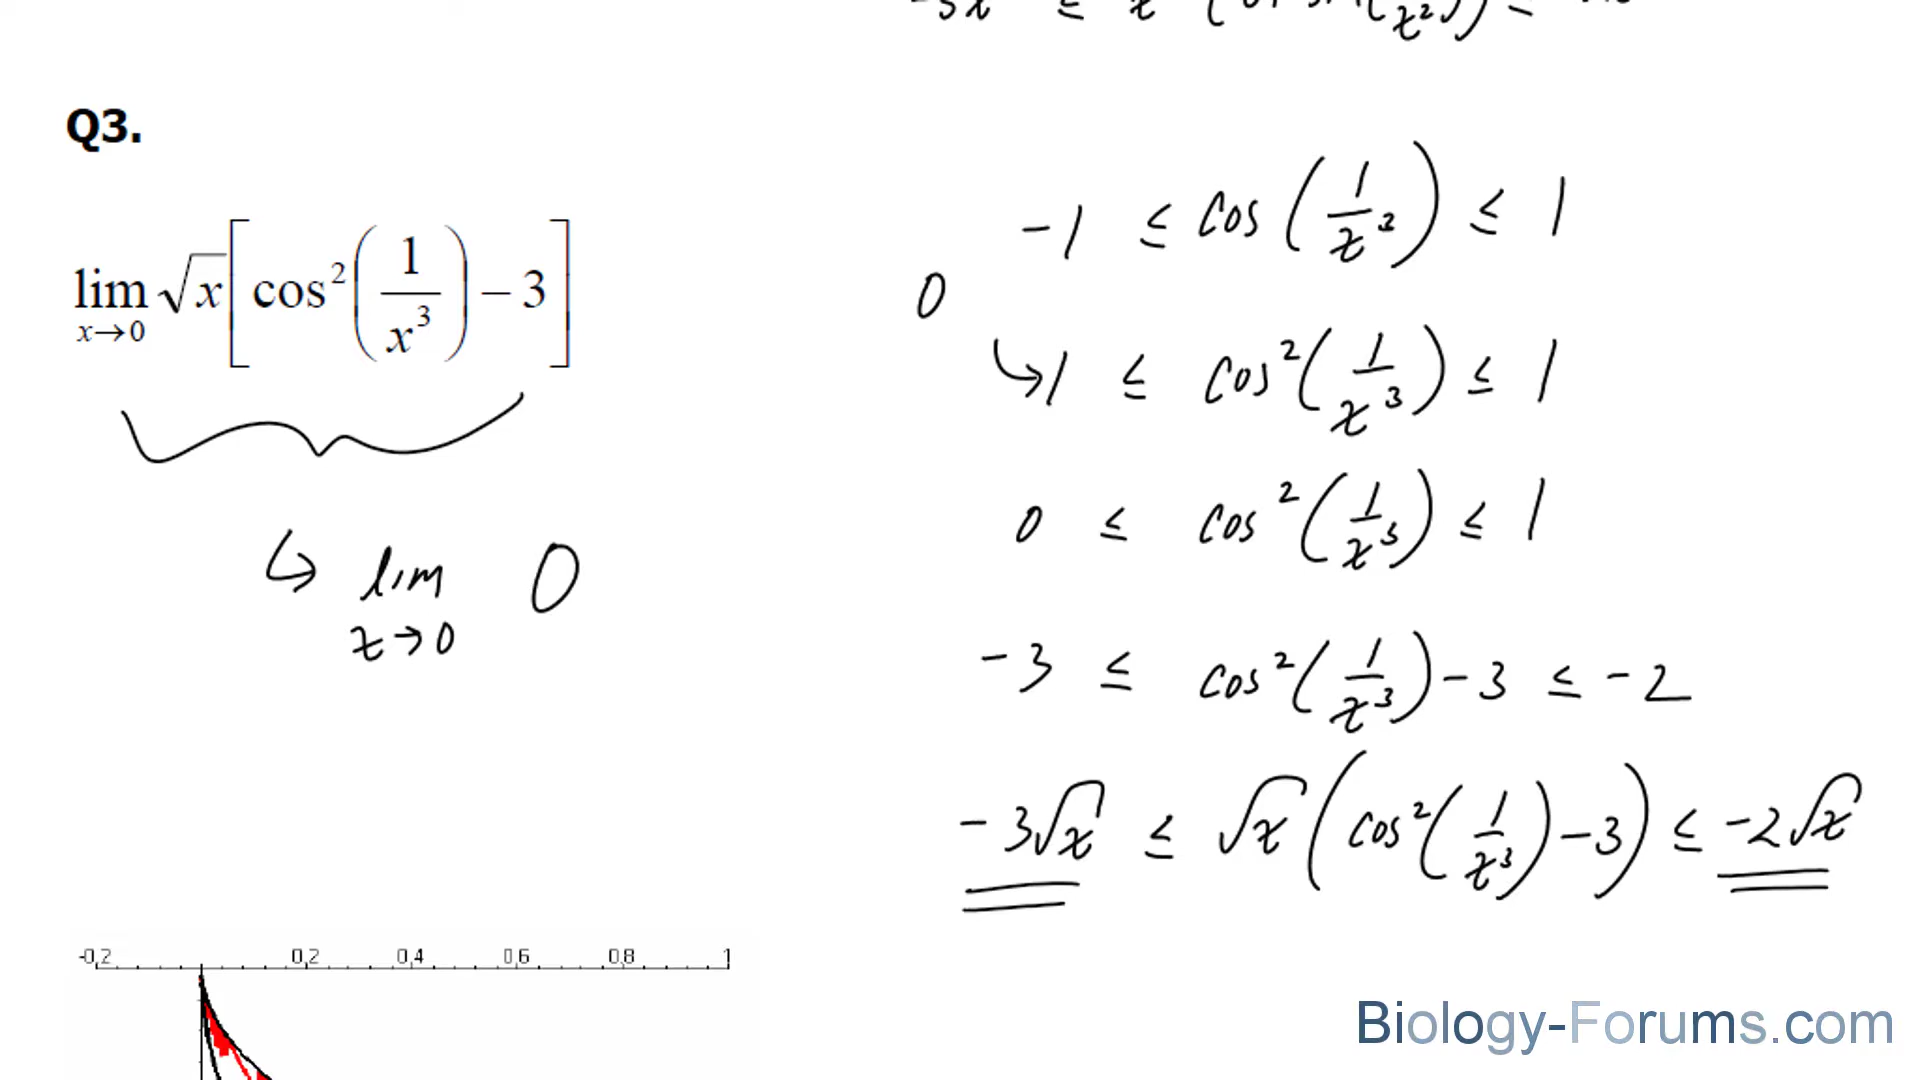 Q3.
lim x→0 √x [cos²(1/x³) − 3]
↳ lim x→0 0
-1 ≤ cos(1/x³) ≤ 1
0
↳ 1 ≤ cos²(1/x³) ≤ 1
0 ≤ cos²(1/x³) ≤ 1
-3 ≤ cos²(1/x³) - 3 ≤ -2
-3√x ≤ √x(cos²(1/x³) - 3) ≤ -2√x
-0,2 0,2 0,4 0,6 0,8 1
Biology-Forums.com